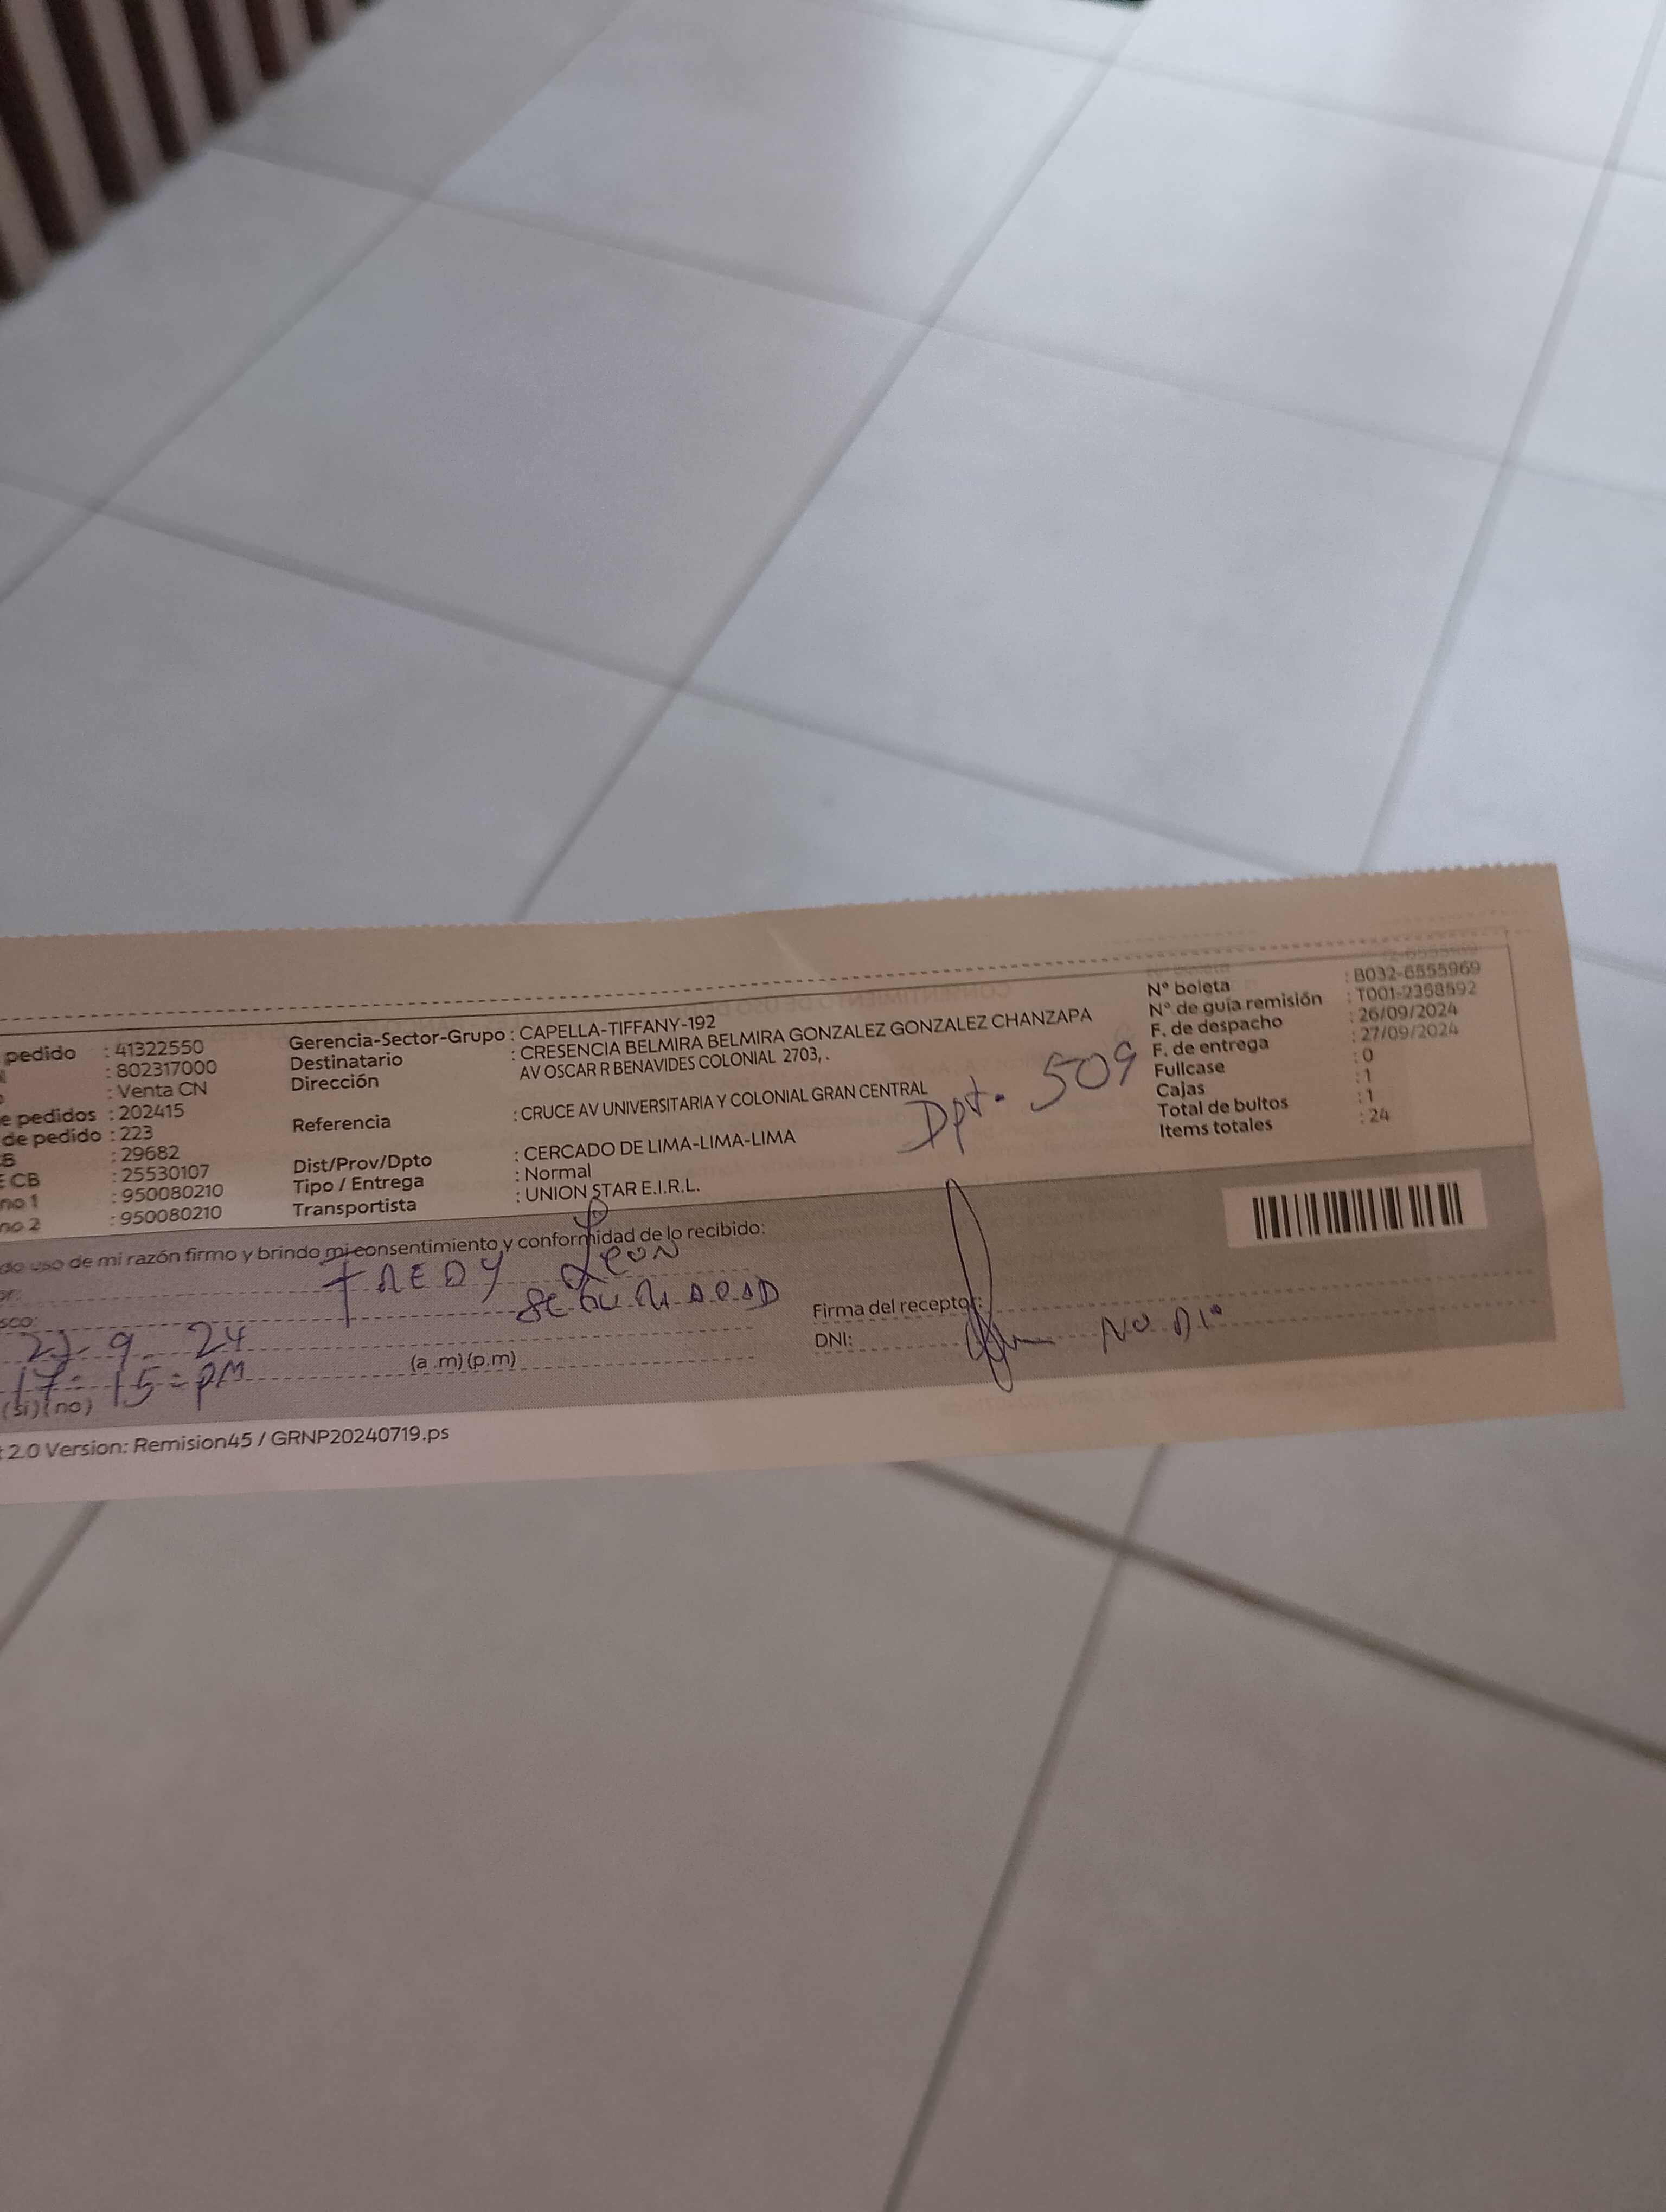 pedido : 41322550
: 802317000
: Venta CN
e pedidos : 202415
de pedido : 223
B : 29682
E CB : 25530107
no 1 : 950080210
no 2 : 950080210
Gerencia-Sector-Grupo : CAPELLA-TIFFANY-192
Destinatario : CRESENCIA BELMIRA BELMIRA GONZALEZ GONZALEZ CHANZAPA
Dirección AV OSCAR R BENAVIDES COLONIAL 2703, .
Referencia : CRUCE AV UNIVERSITARIA Y COLONIAL GRAN CENTRAL
Dpt. 509
Dist/Prov/Dpto : CERCADO DE LIMA-LIMA-LIMA
Tipo / Entrega : Normal
Transportista : UNION STAR E.I.R.L.
N° boleta : B032-6555969
N° de guía remisión : T001-2358592
F. de despacho : 26/09/2024
F. de entrega : 27/09/2024
Fullcase : 0
Cajas : 1
Total de bultos : 1
Items totales : 24
do uso de mi razón firmo y brindo mi consentimiento y conformidad de lo recibido:
FREDY LEON
sco:
SEGURIDAD
27-9-24
17:15 = PM (a .m) (p.m)
(si) (no)
Firma del receptor:
DNI: NO DIO
2.0 Version: Remision45 / GRNP20240719.ps